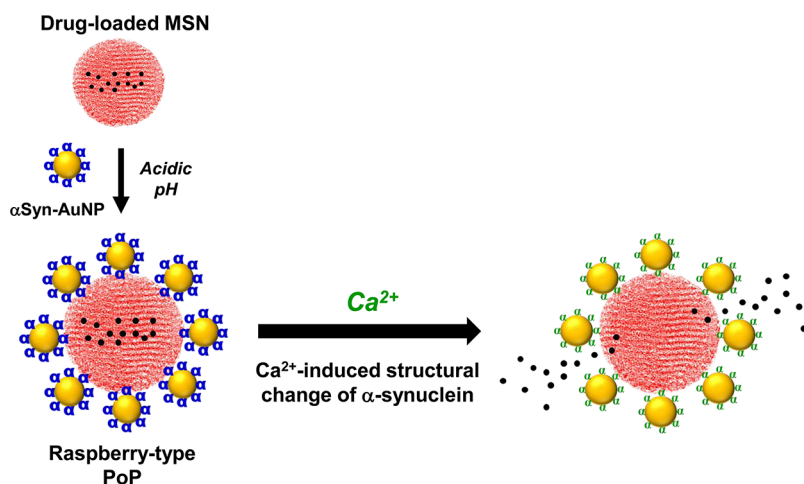 Drug-loaded MSN
Acidic
pH
αSyn-AuNP
Raspberry-type
PoP
Ca²⁺
Ca²⁺-induced structural
change of α-synuclein
α α α α α α α α